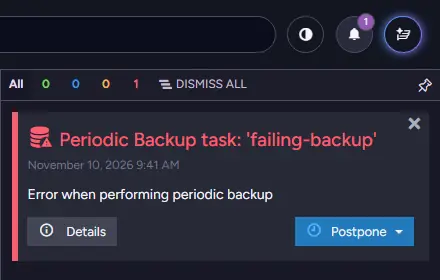 1
All 0 0 0 1 DISMISS ALL
Periodic Backup task: 'failing-backup'
November 10, 2026 9:41 AM
Error when performing periodic backup
Details Postpone